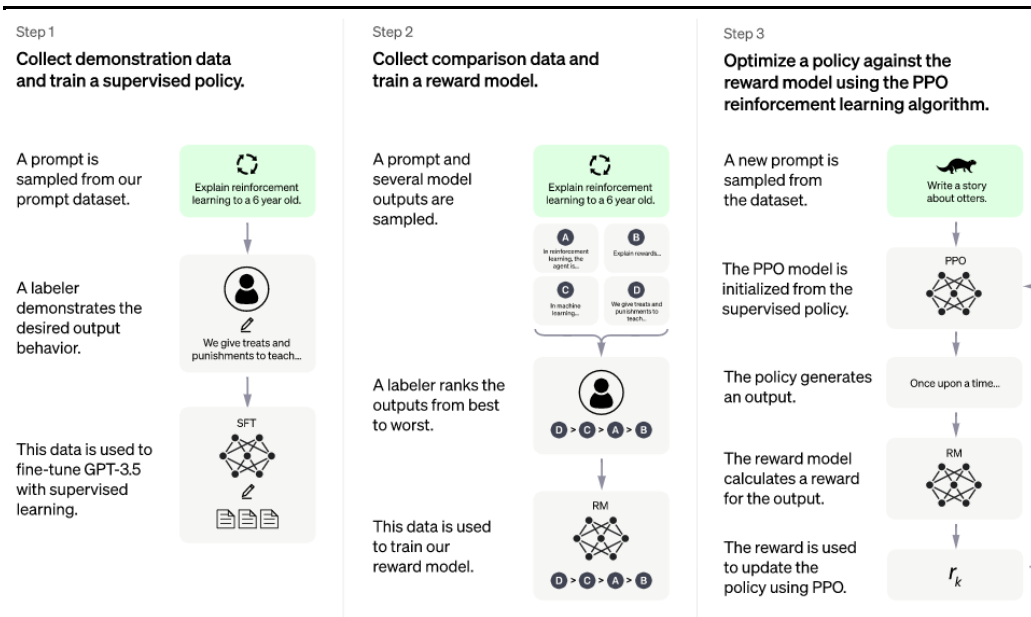 Step 1
Collect demonstration data
and train a supervised policy.
A prompt is
sampled from our
prompt dataset.
Explain reinforcement
learning to a 6 year old.
A labeler
demonstrates the
desired output
behavior.
We give treats and
punishments to teach...
This data is used to
fine-tune GPT-3.5
with supervised
learning.
SFT
Step 2
Collect comparison data and
train a reward model.
A prompt and
several model
outputs are
sampled.
Explain reinforcement
learning to a 6 year old.
A
In reinforcement
learning, the
agent is...
B
Explain rewards...
C
In machine
learning...
D
We give treats and
punishments to
teach...
A labeler ranks the
outputs from best
to worst.
D > C > A > B
This data is used
to train our
reward model.
RM
D > C > A > B
Step 3
Optimize a policy against the
reward model using the PPO
reinforcement learning algorithm.
A new prompt is
sampled from
the dataset.
Write a story
about otters.
The PPO model is
initialized from the
supervised policy.
PPO
The policy generates
an output.
Once upon a time...
The reward model
calculates a reward
for the output.
RM
The reward is used
to update the
policy using PPO.
rk